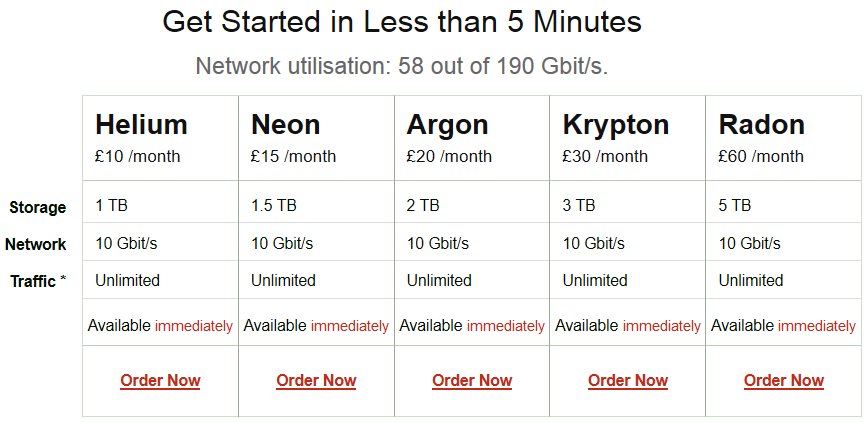 Get Started in Less than 5 Minutes
Network utilisation: 58 out of 190 Gbit/s.
Helium Neon Argon Krypton Radon
£10 /month £15 /month £20 /month £30 /month £60 /month
Storage 1 TB 1.5 TB 2 TB 3 TB 5 TB
Network 10 Gbit/s 10 Gbit/s 10 Gbit/s 10 Gbit/s 10 Gbit/s
Traffic * Unlimited Unlimited Unlimited Unlimited Unlimited
Available immediately Available immediately Available immediately Available immediately Available immediately
Order Now Order Now Order Now Order Now Order Now